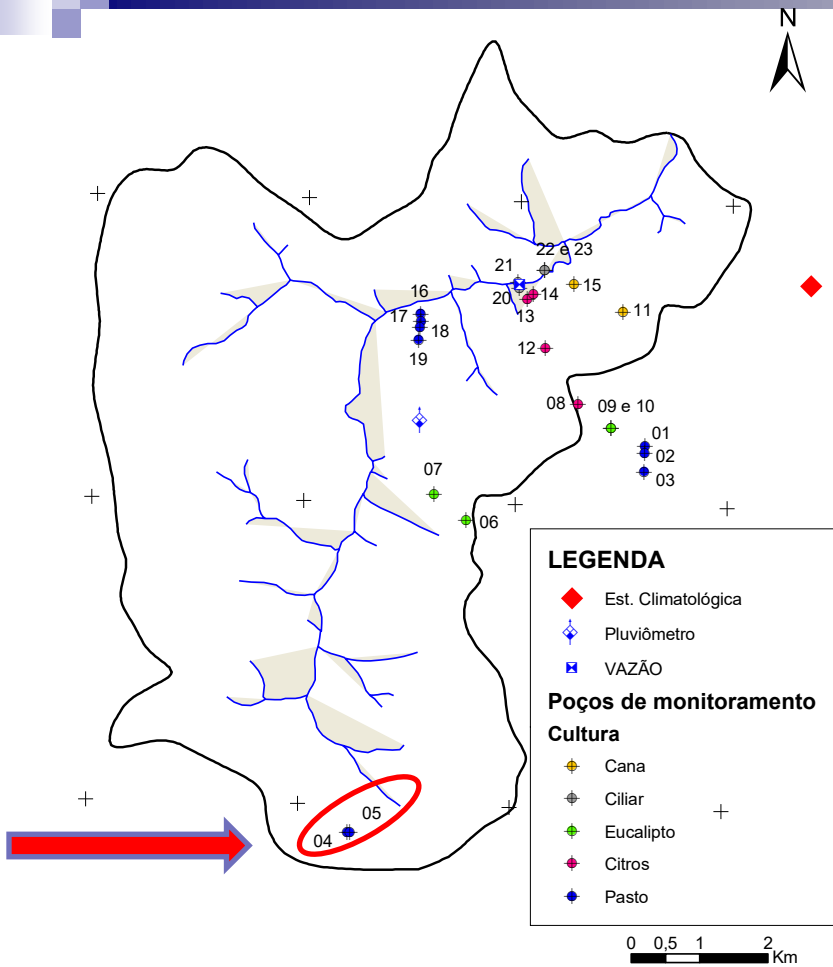 N
22 e 23
21
16
15
14
20
17
13
11
18
12
19
08
09 e 10
01
02
07
03
06
05
04
LEGENDA
Est. Climatológica
Pluviômetro
VAZÃO
Poços de monitoramento
Cultura
Cana
Ciliar
Eucalipto
Citros
Pasto
0 0,5 1 2
Km